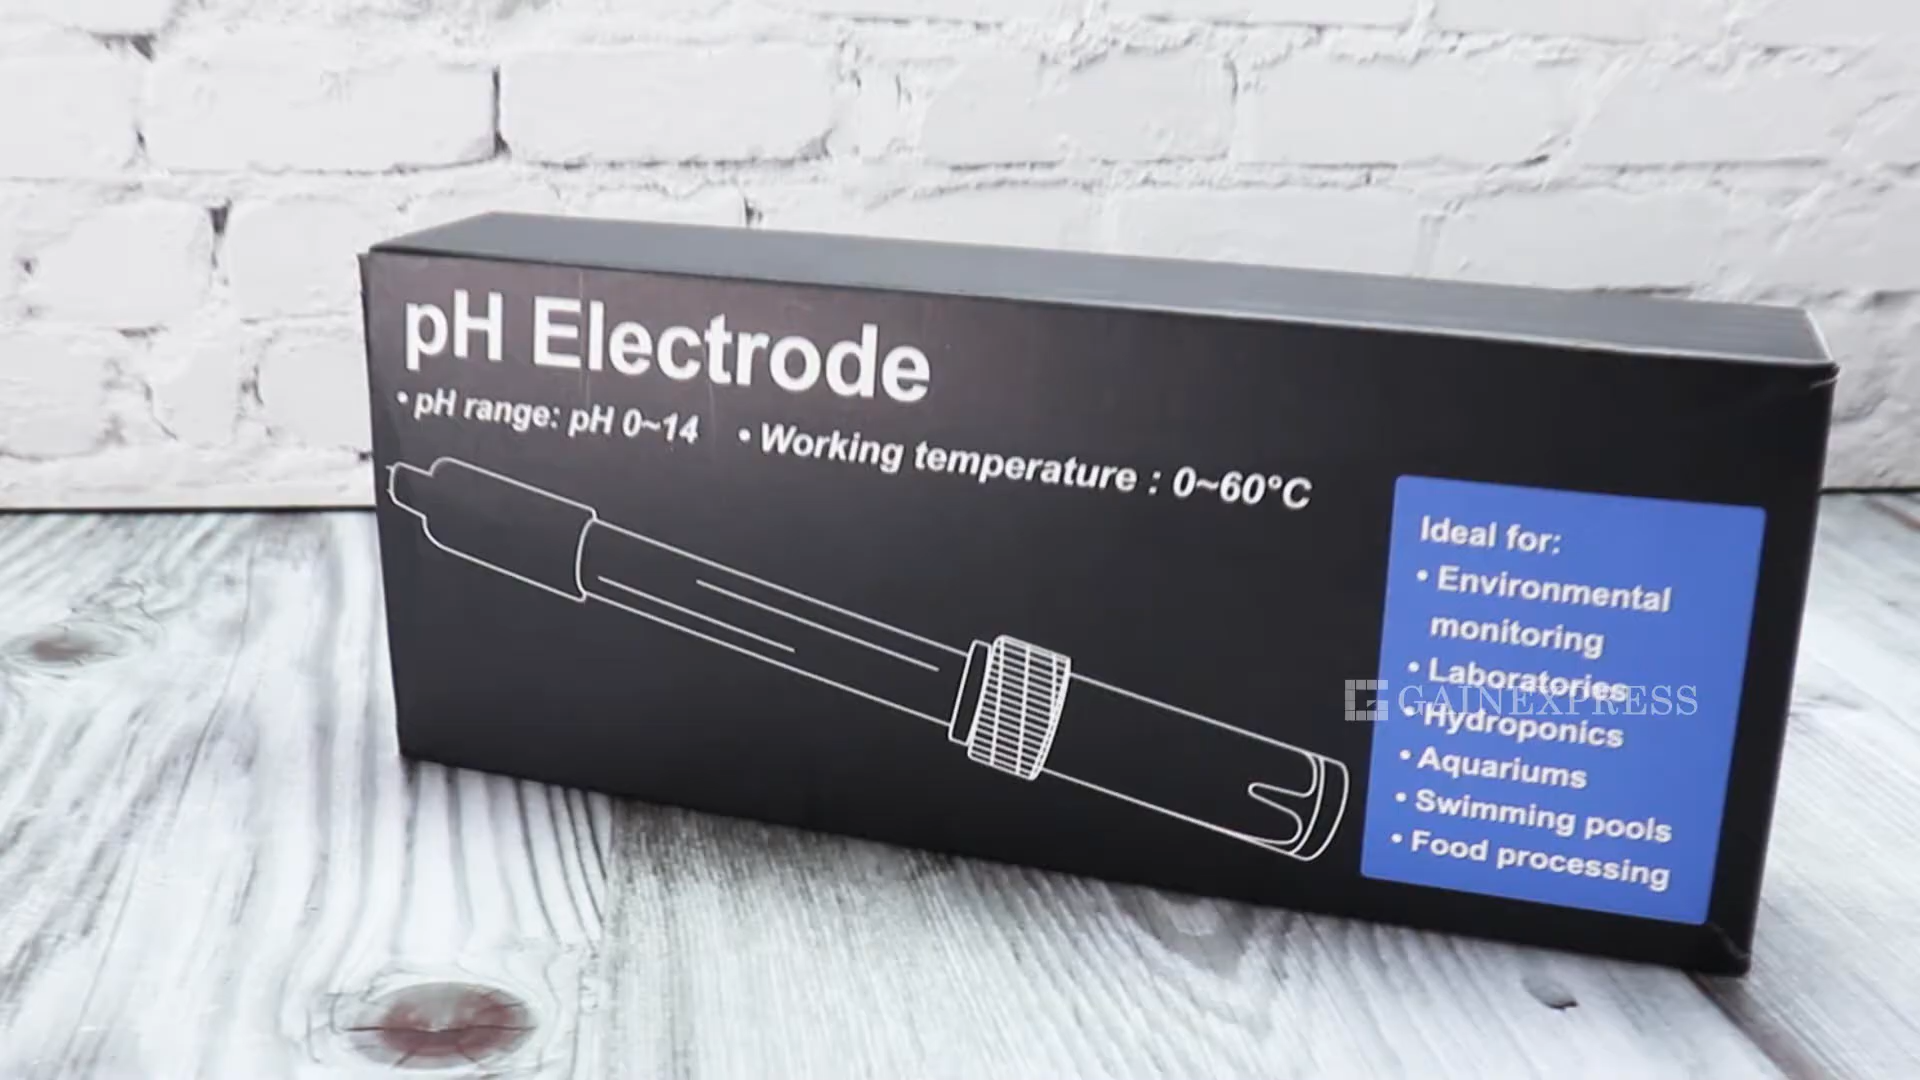 pH Electrode
• pH range: pH 0~14 • Working temperature : 0~60°C
Ideal for:
• Environmental
monitoring
• Laboratories
• Hydroponics
• Aquariums
• Swimming pools
• Food processing
GAINEXPRESS